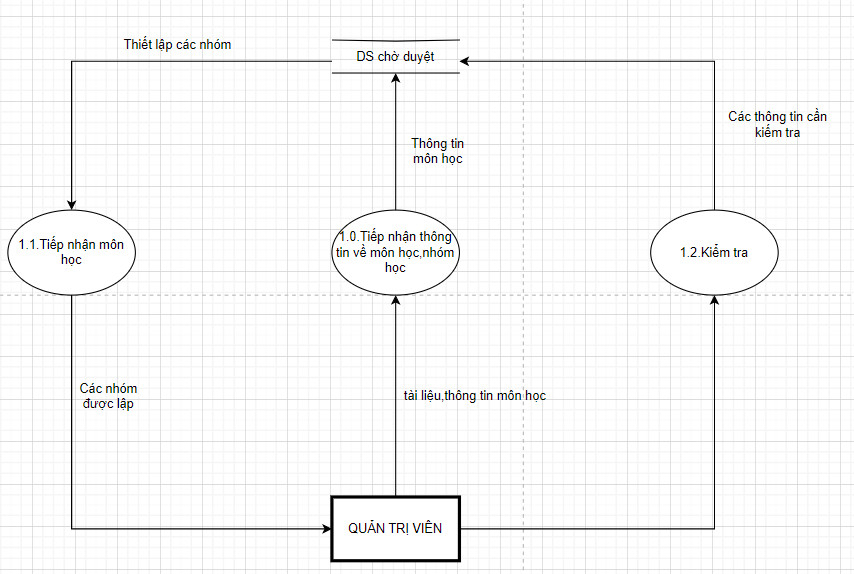 Thiết lập các nhóm
DS chờ duyệt
Các thông tin cần
kiếm tra
Thông tin
môn học
1.1.Tiếp nhận môn
học
1.0.Tiếp nhận thông
tin về môn học,nhóm
học
1.2.Kiểm tra
Các nhóm
được lập
tài liệu,thông tin môn học
QUẢN TRỊ VIÊN